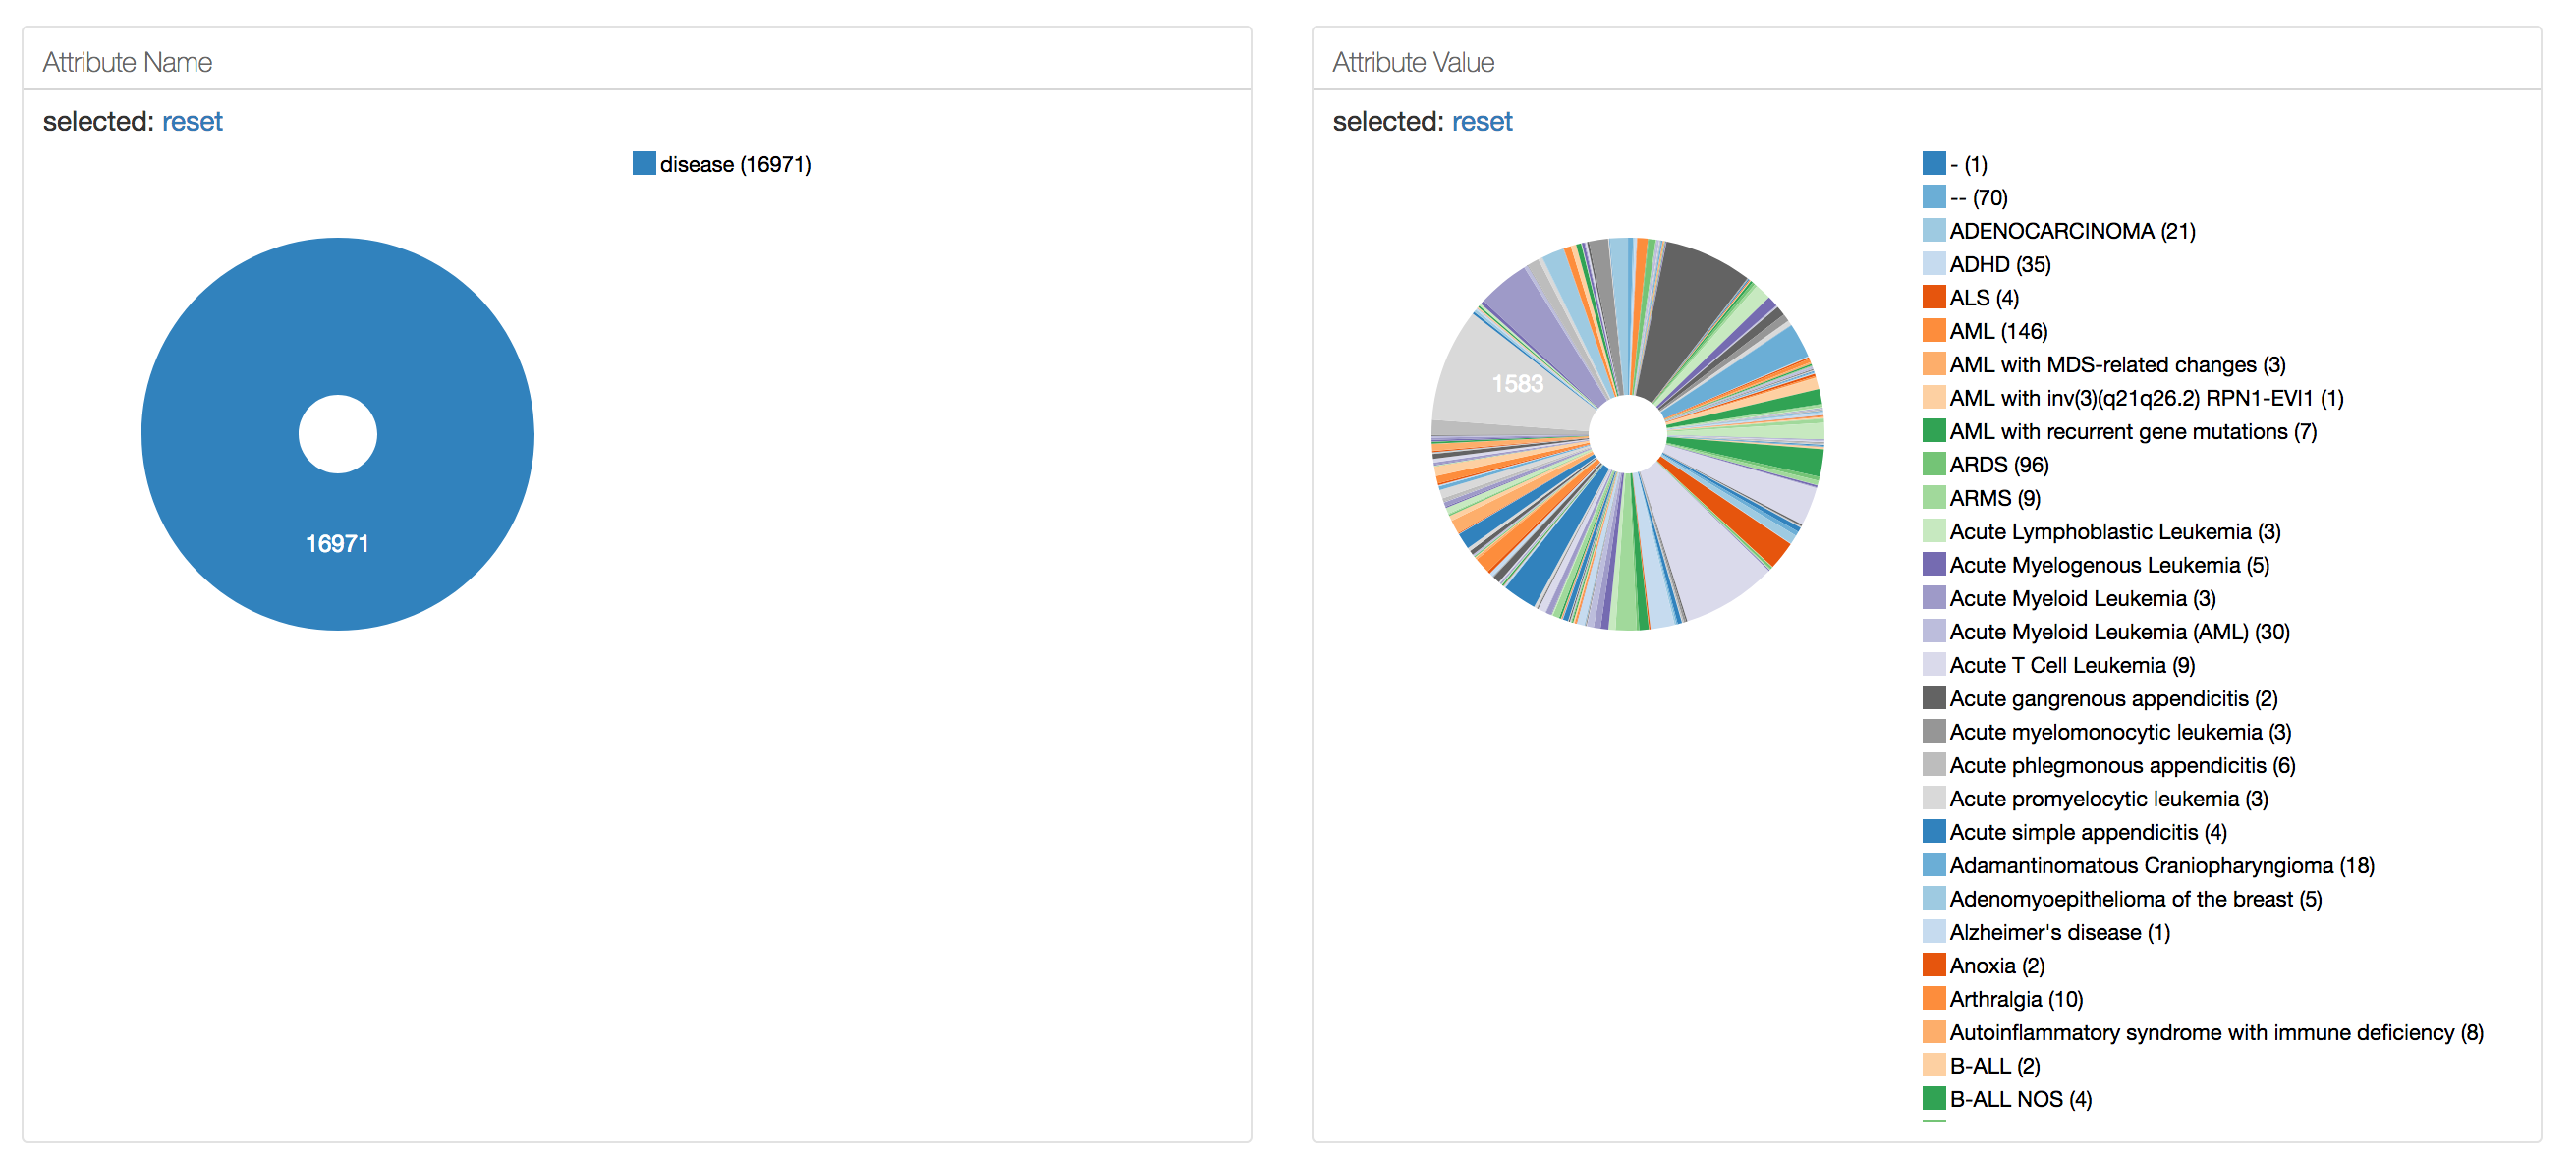 Attribute Name
selected: reset
disease (16971)
16971
Attribute Value
selected: reset
1583
- (1)
-- (70)
ADENOCARCINOMA (21)
ADHD (35)
ALS (4)
AML (146)
AML with MDS-related changes (3)
AML with inv(3)(q21q26.2) RPN1-EVI1 (1)
AML with recurrent gene mutations (7)
ARDS (96)
ARMS (9)
Acute Lymphoblastic Leukemia (3)
Acute Myelogenous Leukemia (5)
Acute Myeloid Leukemia (3)
Acute Myeloid Leukemia (AML) (30)
Acute T Cell Leukemia (9)
Acute gangrenous appendicitis (2)
Acute myelomonocytic leukemia (3)
Acute phlegmonous appendicitis (6)
Acute promyelocytic leukemia (3)
Acute simple appendicitis (4)
Adamantinomatous Craniopharyngioma (18)
Adenomyoepithelioma of the breast (5)
Alzheimer's disease (1)
Anoxia (2)
Arthralgia (10)
Autoinflammatory syndrome with immune deficiency (8)
B-ALL (2)
B-ALL NOS (4)